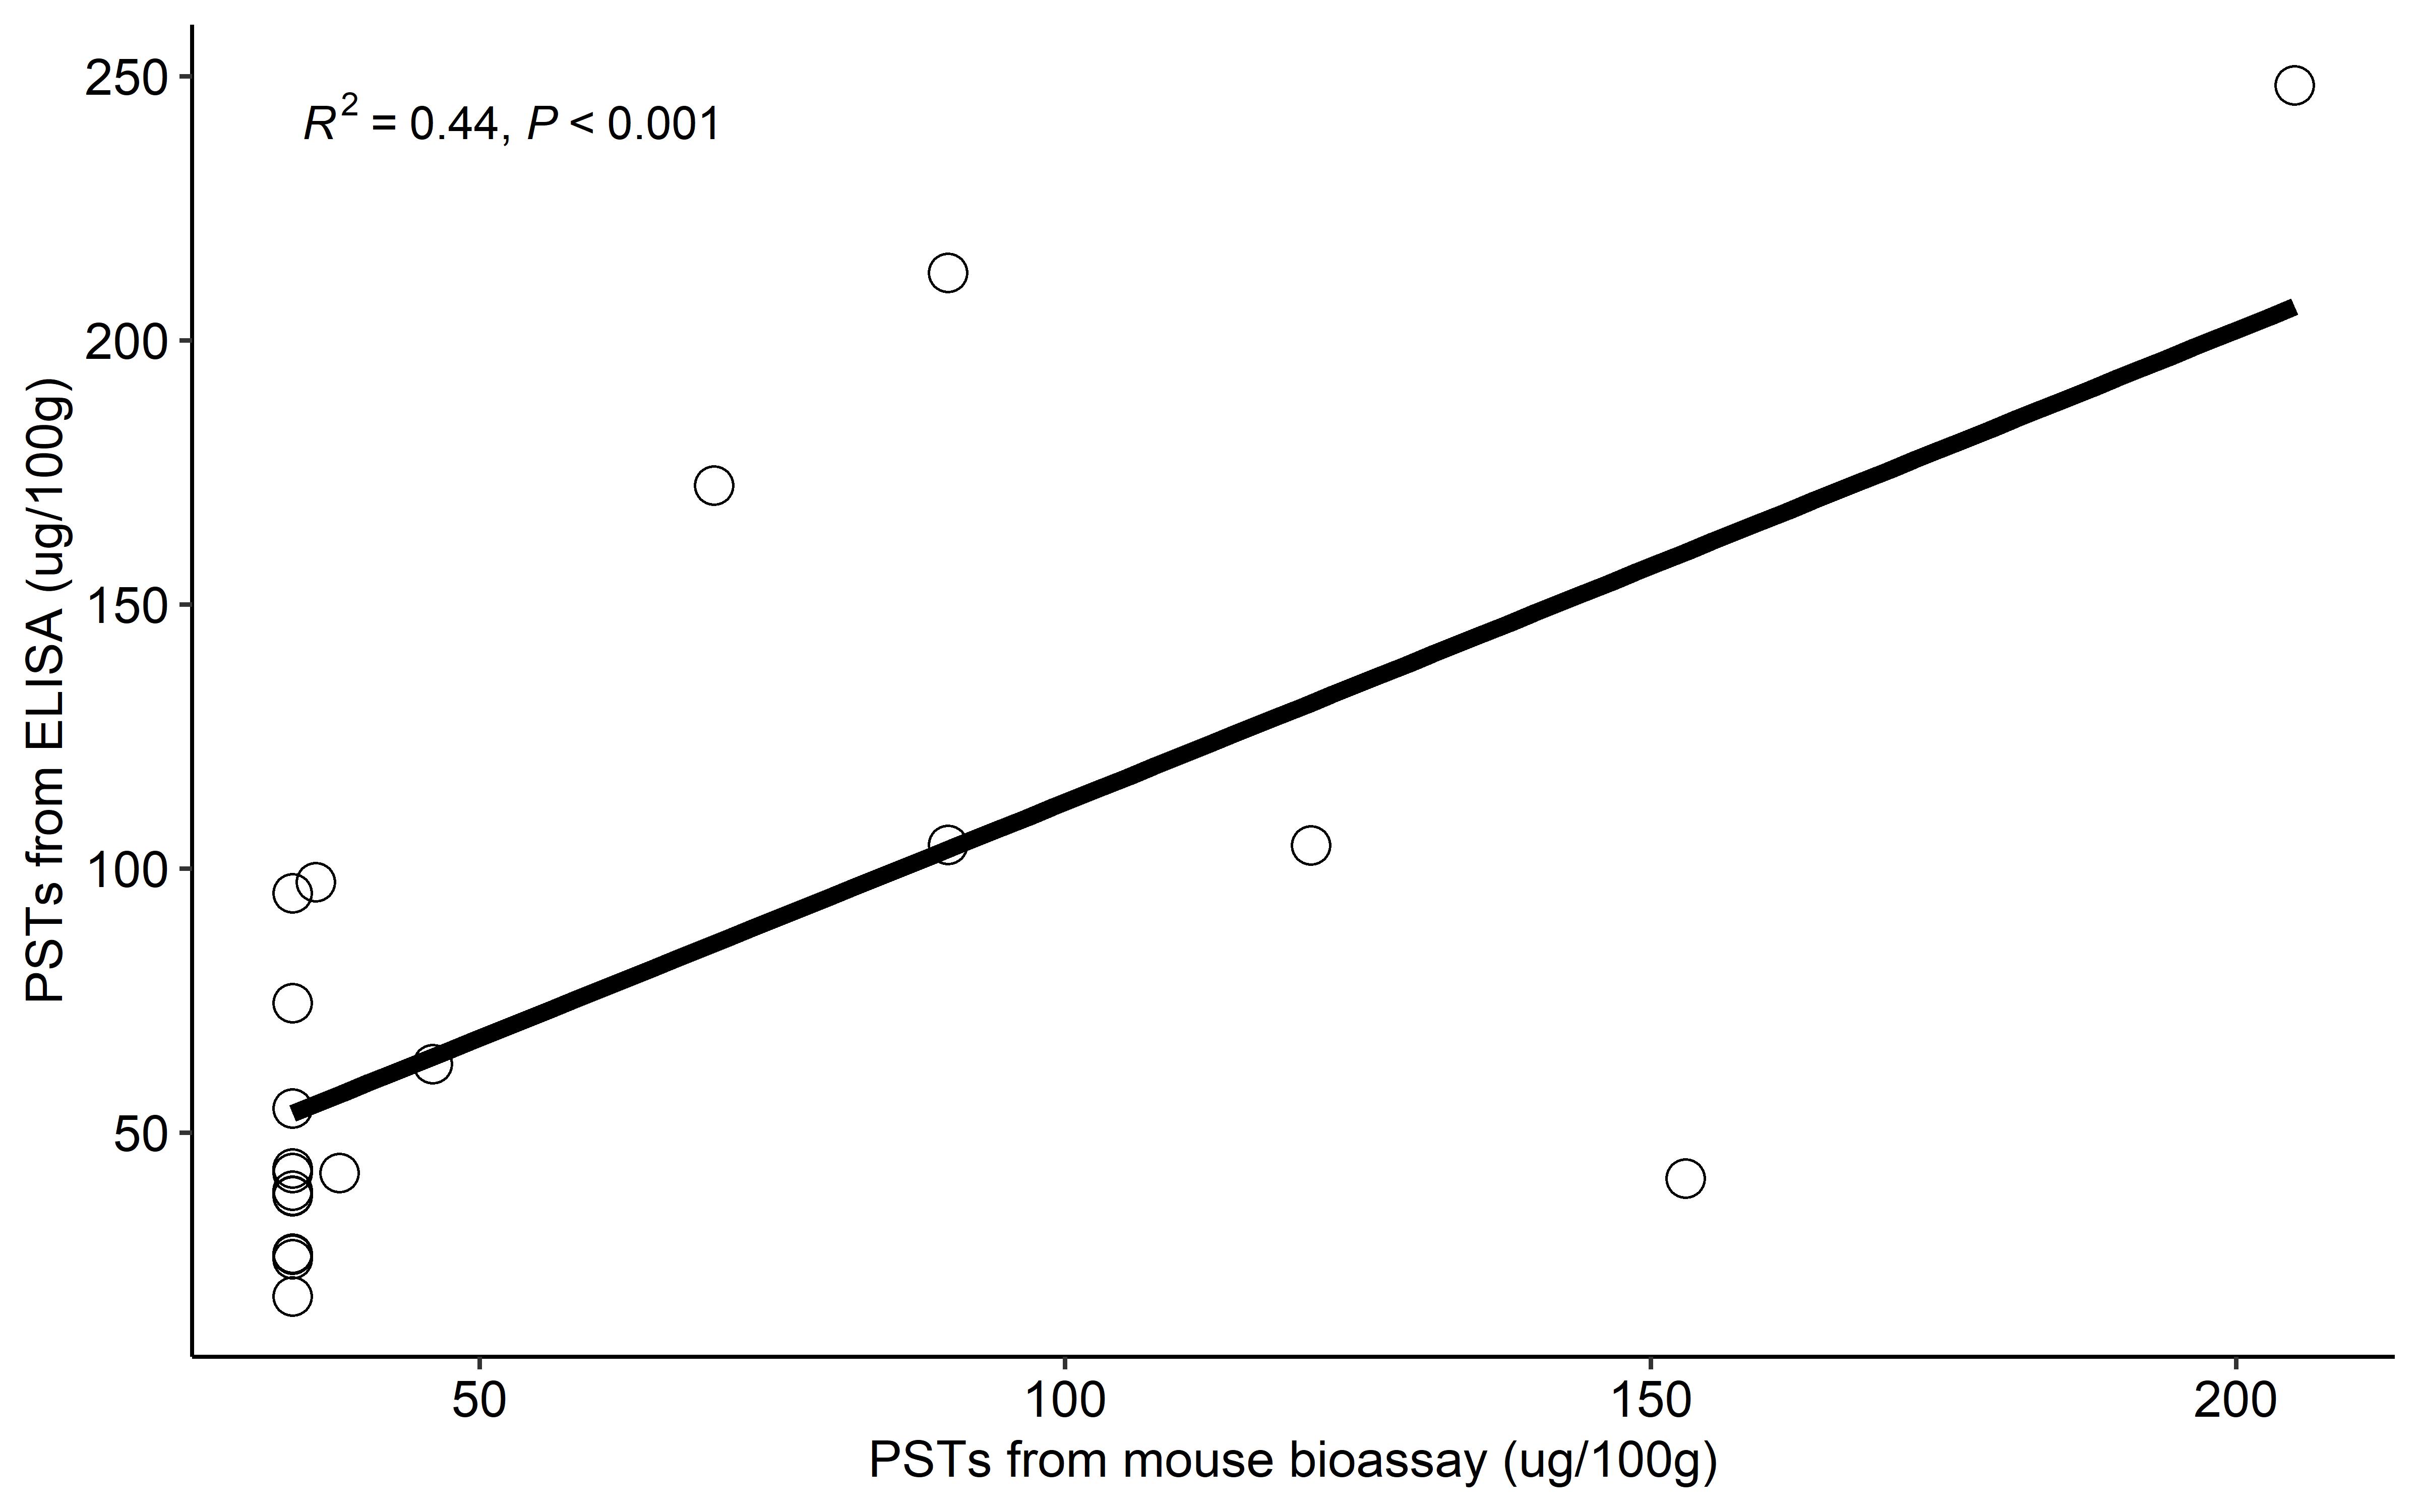 250
R² = 0.44, P < 0.001
200
150
100
50
PSTs from ELISA (ug/100g)
50 100 150 200
PSTs from mouse bioassay (ug/100g)